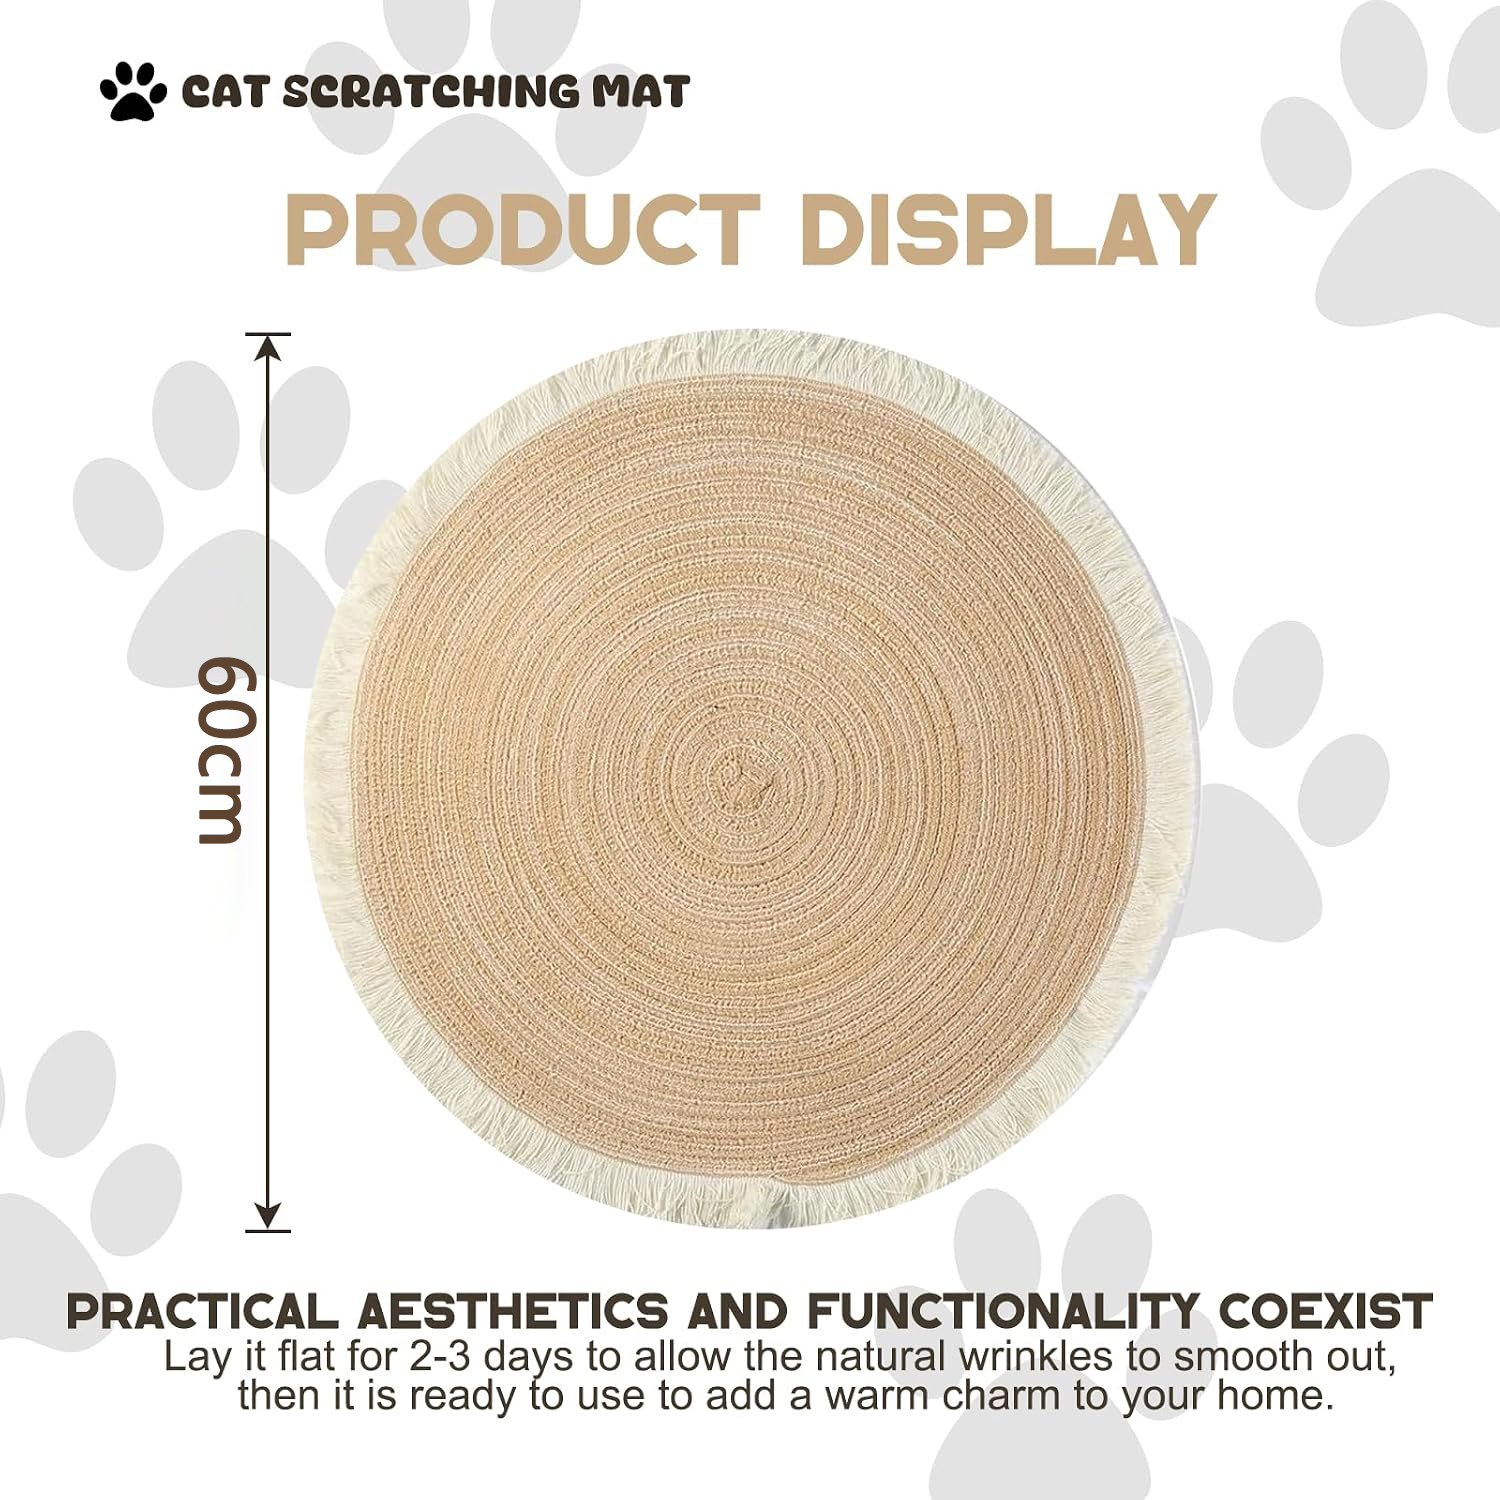 CAT SCRATCHING MAT
PRODUCT DISPLAY
60cm
PRACTICAL AESTHETICS AND FUNCTIONALITY COEXIST
Lay it flat for 2-3 days to allow the natural wrinkles to smooth out,
then it is ready to use to add a warm charm to your home.